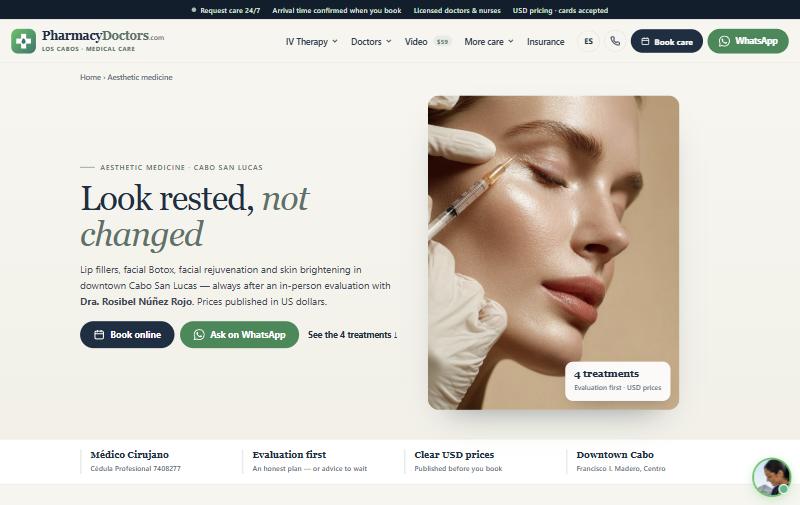 Request care 24/7 Arrival time confirmed when you book Licensed doctors & nurses USD pricing · cards accepted
PharmacyDoctors.com
LOS CABOS · MEDICAL CARE
IV Therapy Doctors Video $59 More care Insurance ES Book care WhatsApp
Home › Aesthetic medicine
AESTHETIC MEDICINE · CABO SAN LUCAS
Look rested, not
changed
Lip fillers, facial Botox, facial rejuvenation and skin brightening in
downtown Cabo San Lucas — always after an in-person evaluation with
Dra. Rosibel Núñez Rojo. Prices published in US dollars.
Book online Ask on WhatsApp See the 4 treatments ↓
4 treatments
Evaluation first · USD prices
Médico Cirujano Evaluation first Clear USD prices Downtown Cabo
Cédula Profesional 7408277 An honest plan — or advice to wait Published before you book Francisco I. Madero, Centro